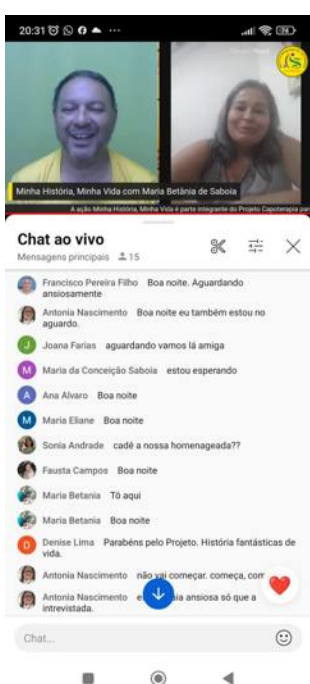 20:31
Minha História, Minha Vida com Maria Betânia de Saboia
A ação Minha História, Minha Vida é parte integrante do Projeto Capoterapia par
Chat ao vivo
Mensagens principais 15
Francisco Pereira Filho Boa noite. Aguardando
ansiosamente
Antonia Nascimento Boa noite eu também estou no
aguardo.
J Joana Farias aguardando vamos lá amiga
M Maria da Conceição Saboia estou esperando
A Ana Alvaro Boa noite
M Maria Eliane Boa noite
Sonia Andrade cadê a nossa homenageada??
Fausta Campos Boa noite
Maria Betania Tô aqui
Maria Betania Boa noite
D Denise Lima Parabéns pelo Projeto. História fantásticas de
vida.
Antonia Nascimento não vai começar. começa, com
Antonia Nascimento aia ansiosa só que a
intrevistada.
Chat...